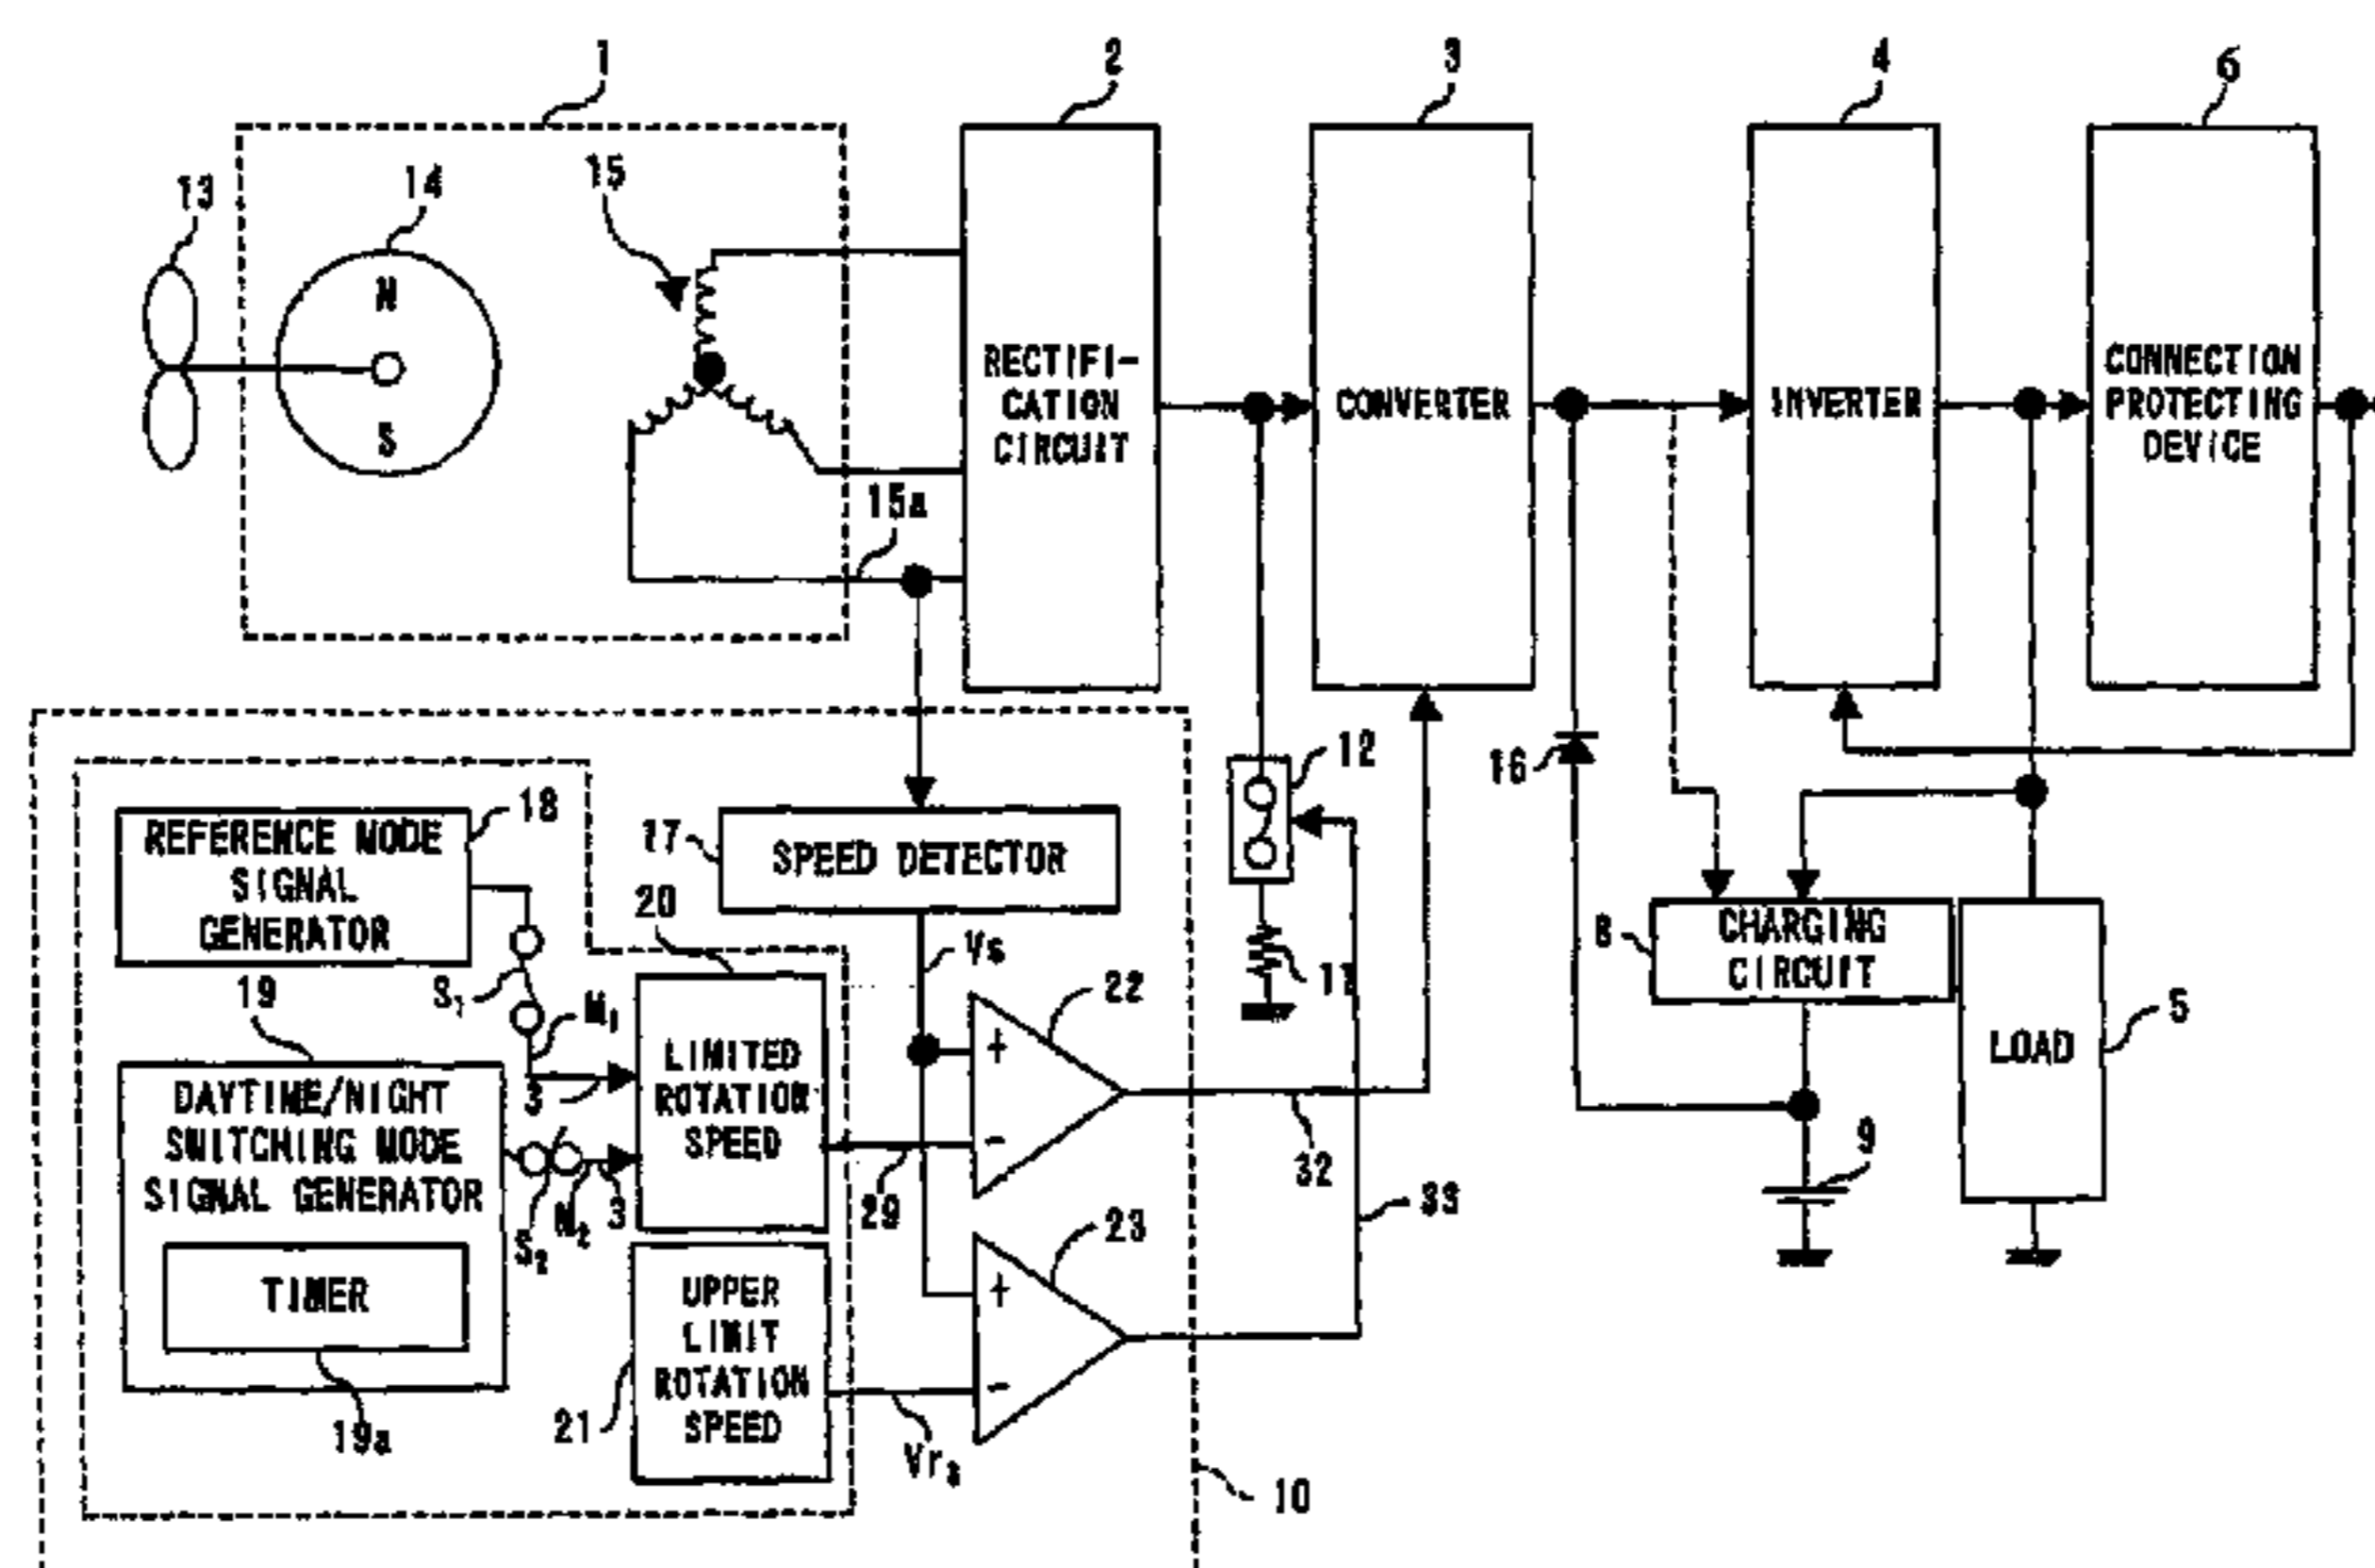 1
2
3
4
6
13
14
15
N
S
RECTIFI-
CATION
CIRCUIT
CONVERTER
INVERTER
CONNECTION
PROTECTING
DEVICE
15a
12
16
18
REFERENCE MODE
SIGNAL
GENERATOR
17
SPEED DETECTOR
20
Vs
11
8
CHARGING
CIRCUIT
S1
M1
19
22
5
LOAD
LIMITED
ROTATION
SPEED
3
DAYTIME/NIGHT
SWITCHING MODE
SIGNAL GENERATOR
S2
M2
3
+
-
29
32
33
9
23
TIMER
19a
UPPER
LIMIT
ROTATION
SPEED
21
+
-
Vr3
10